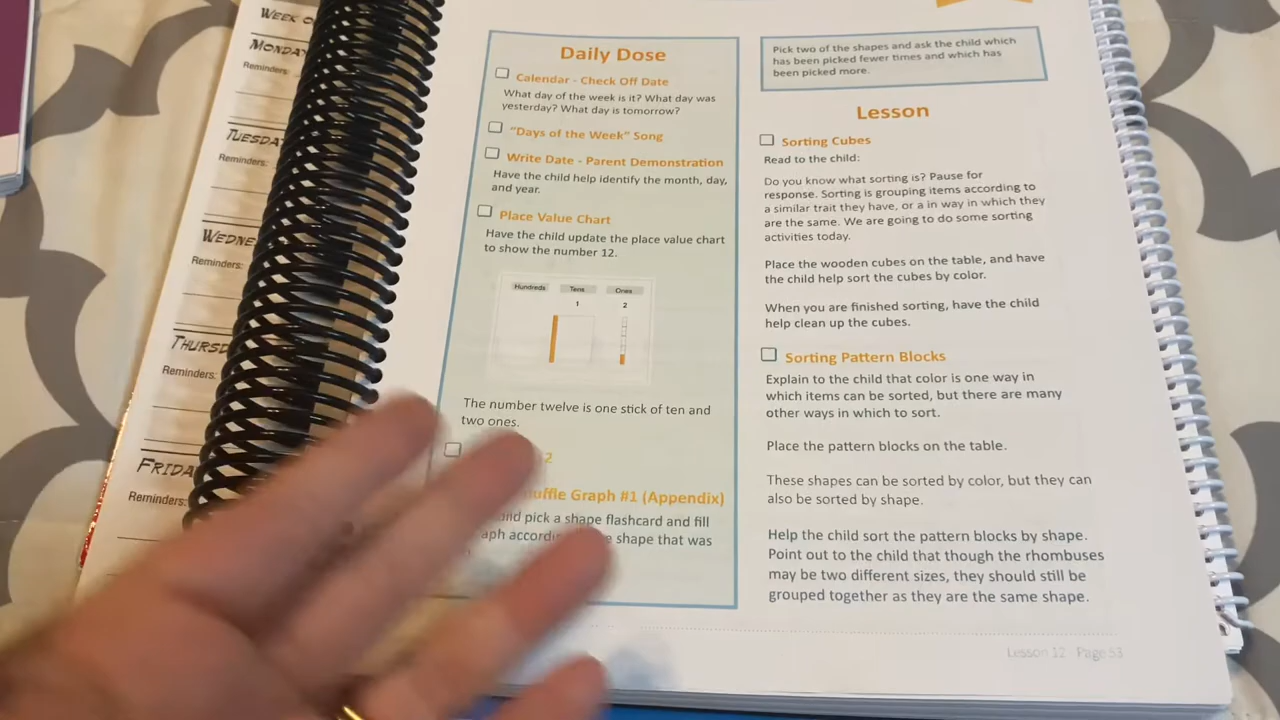 WEEK O
MONDAY
Reminders:
TUESDA
Reminder:
WEDNE
Reminders:
THURSD
Reminders:
FRIDA
Reminders:
Daily Dose
Calendar - Check Off Date
What day of the week is it? What day was
yesterday? What day is tomorrow?
"Days of the Week" Song
Write Date - Parent Demonstration
Have the child help identify the month, day,
and year.
Place Value Chart
Have the child update the place value chart
to show the number 12.
Hundreds Tens Ones
1 2
The number twelve is one stick of ten and
two ones.
2
uffle Graph #1 (Appendix)
and pick a shape flashcard and fill
aph accordin shape that was
Pick two of the shapes and ask the child which
has been picked fewer times and which has
been picked more.
Lesson
Sorting Cubes
Read to the child:
Do you know what sorting is? Pause for
response. Sorting is grouping items according to
a similar trait they have, or a in way in which they
are the same. We are going to do some sorting
activities today.
Place the wooden cubes on the table, and have
the child help sort the cubes by color.
When you are finished sorting, have the child
help clean up the cubes.
Sorting Pattern Blocks
Explain to the child that color is one way in
which items can be sorted, but there are many
other ways in which to sort.
Place the pattern blocks on the table.
These shapes can be sorted by color, but they can
also be sorted by shape.
Help the child sort the pattern blocks by shape.
Point out to the child that though the rhombuses
may be two different sizes, they should still be
grouped together as they are the same shape.
Lesson 12 - Page 53